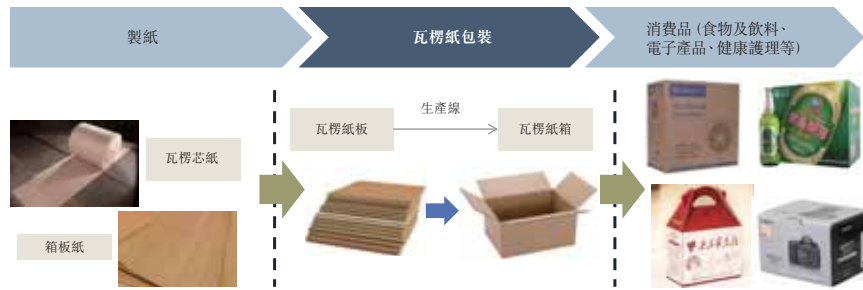 製紙
瓦楞紙包裝
消費品 (食物及飲料、
電子產品、健康護理等)
瓦楞芯紙
箱板紙
瓦楞紙板
生產線
瓦楞紙箱